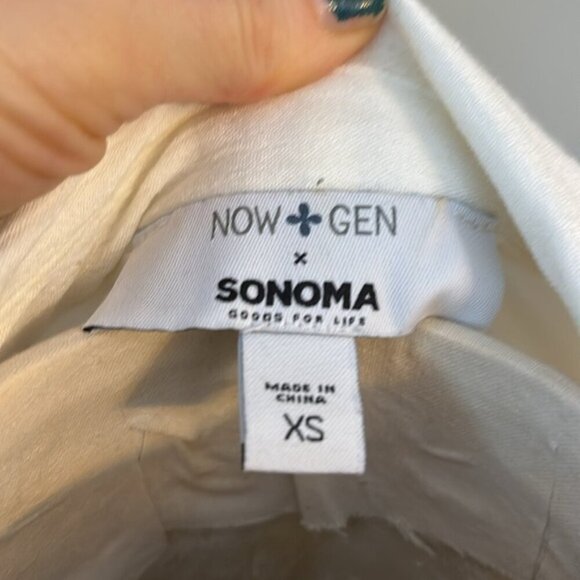 NOW GEN
×
SONOMA
GOODS FOR LIFE
MADE IN
CHINA
XS